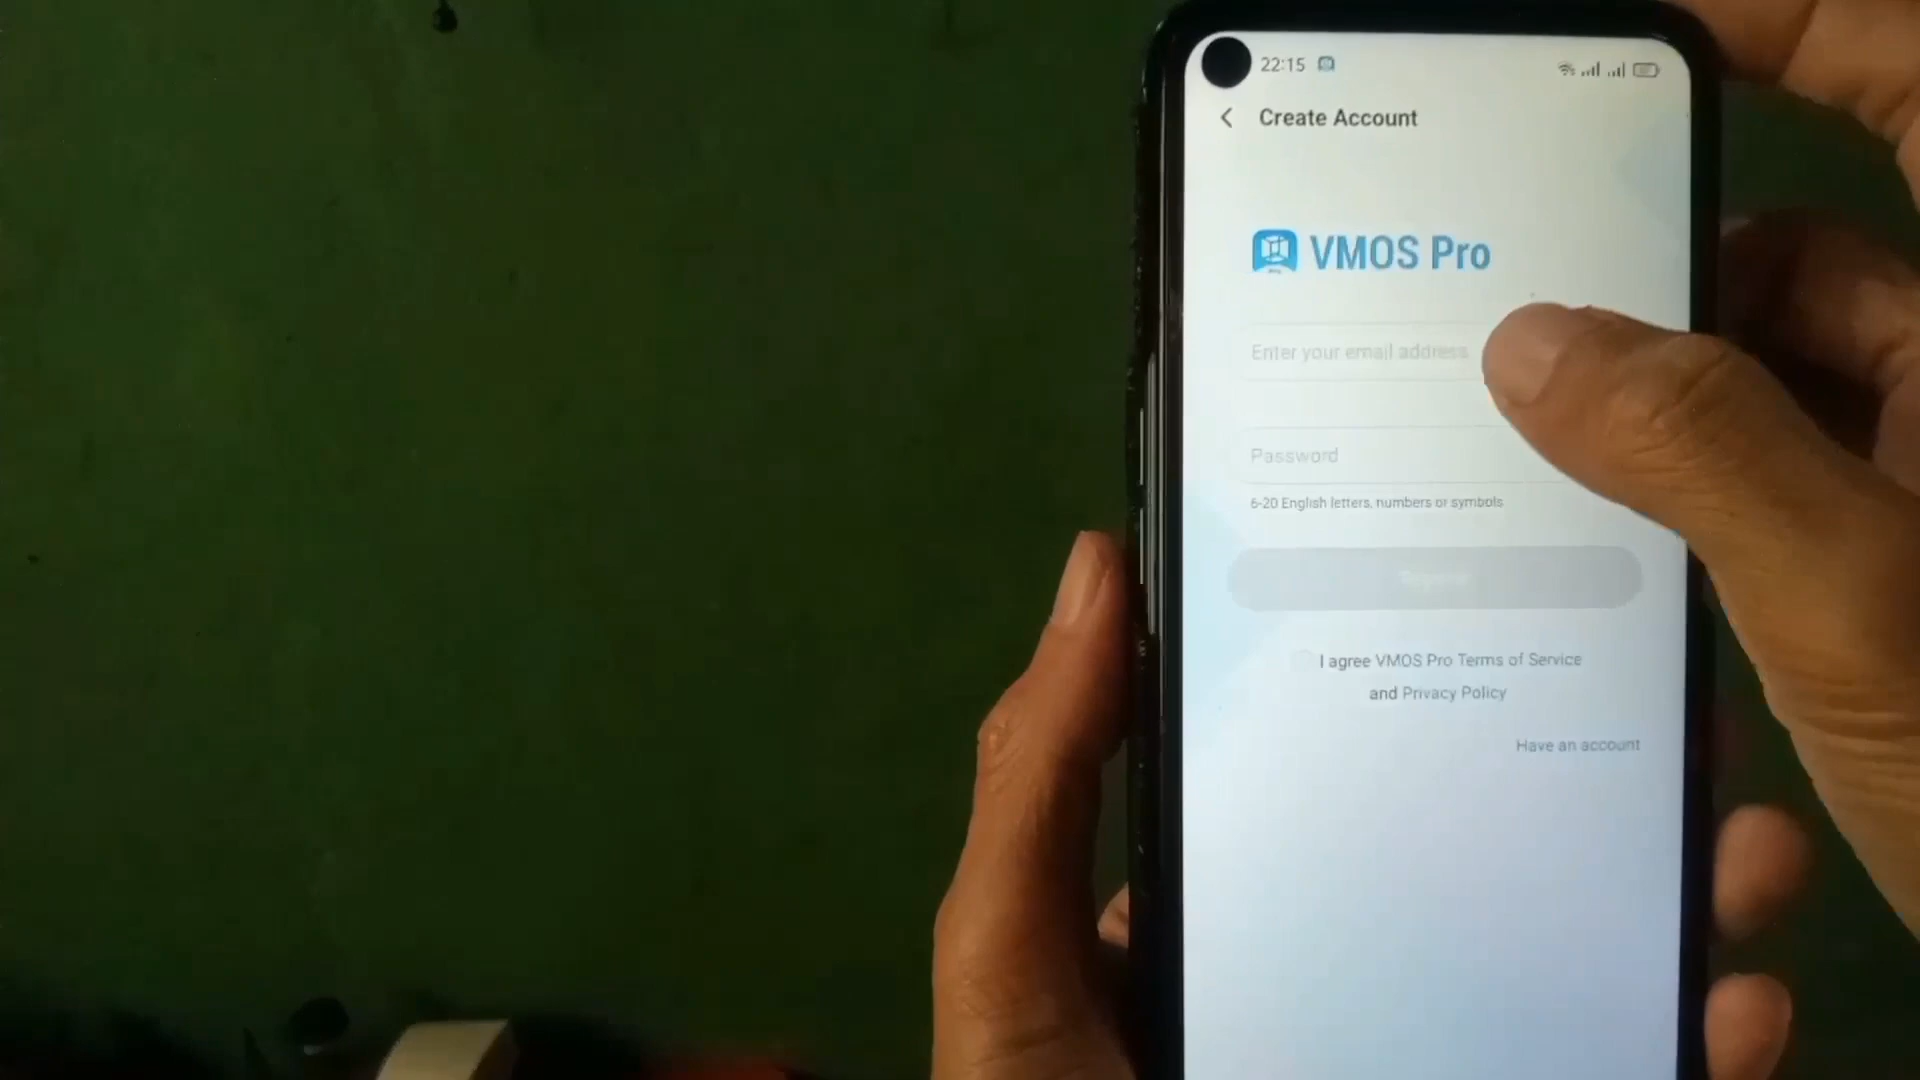 22:15
Create Account
VMOS Pro
Enter your email address
Password
6-20 English letters, numbers or symbols
Register
I agree VMOS Pro Terms of Service
and Privacy Policy
Have an account